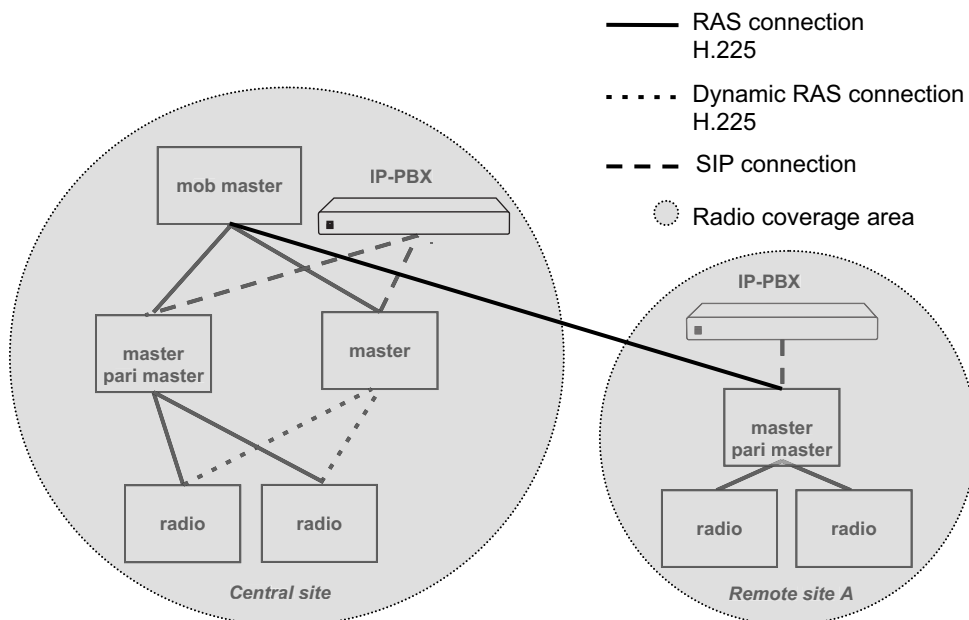 RAS connection
H.225
Dynamic RAS connection
H.225
SIP connection
Radio coverage area
mob master
IP-PBX
master
pari master
master
radio
radio
Central site
IP-PBX
master
pari master
radio
radio
Remote site A